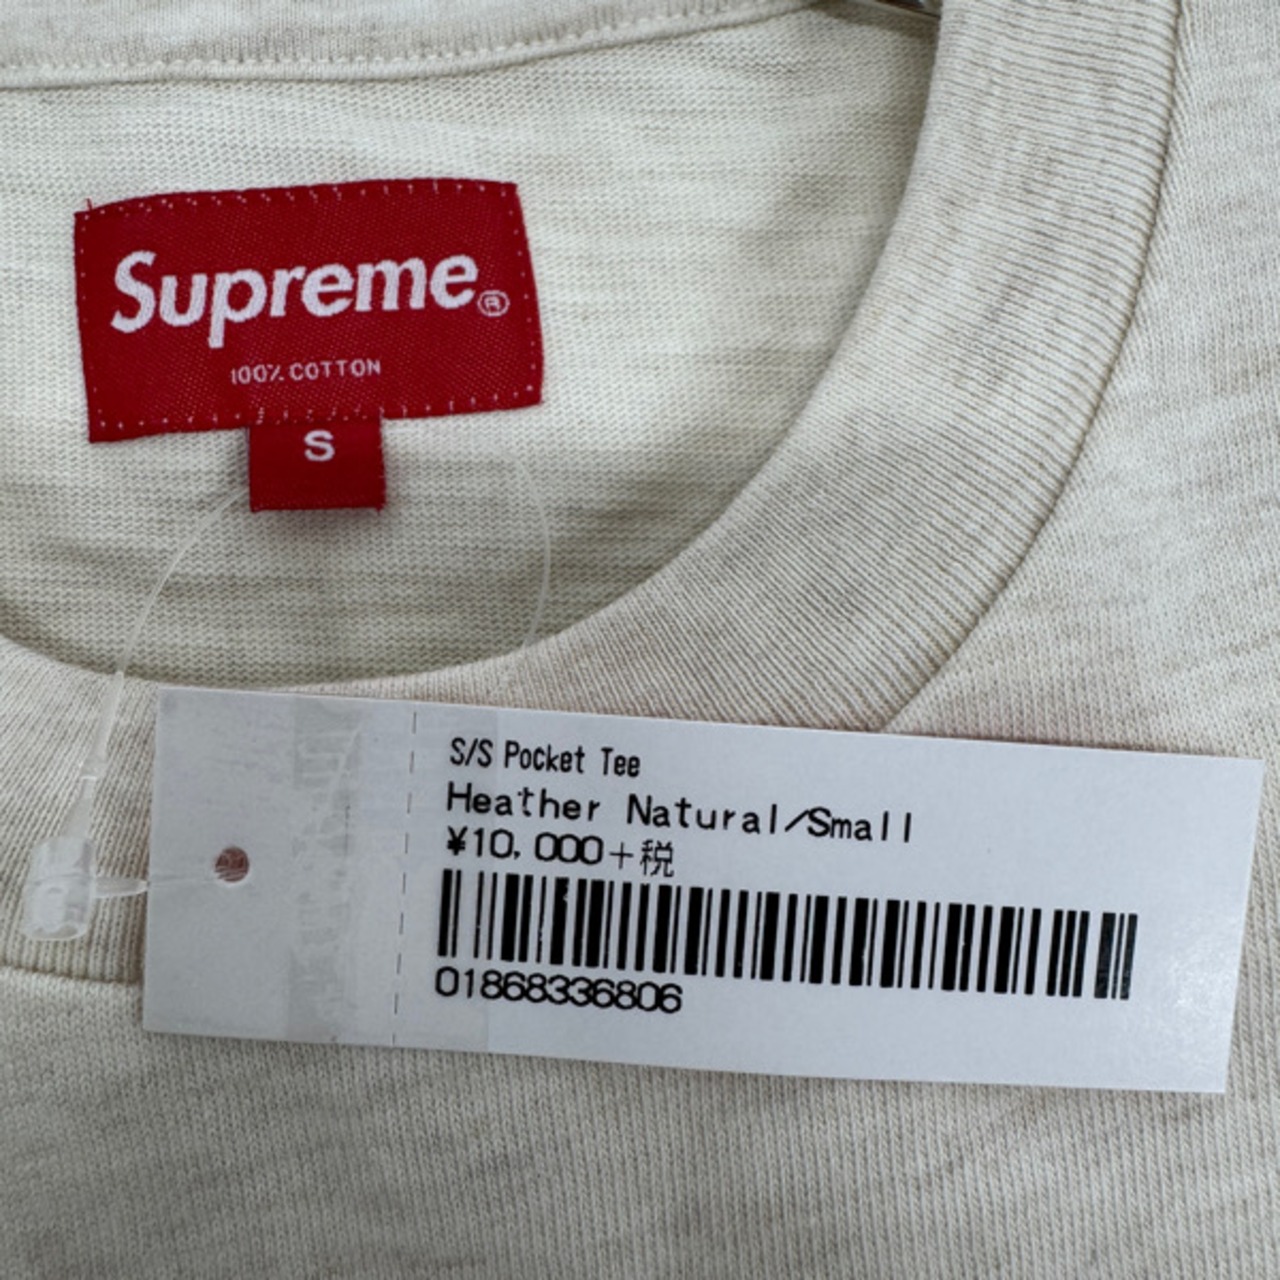 Supreme®
100% COTTON
S
S/S Pocket Tee
Heather Natural/Small
¥10,000+税
01868336806